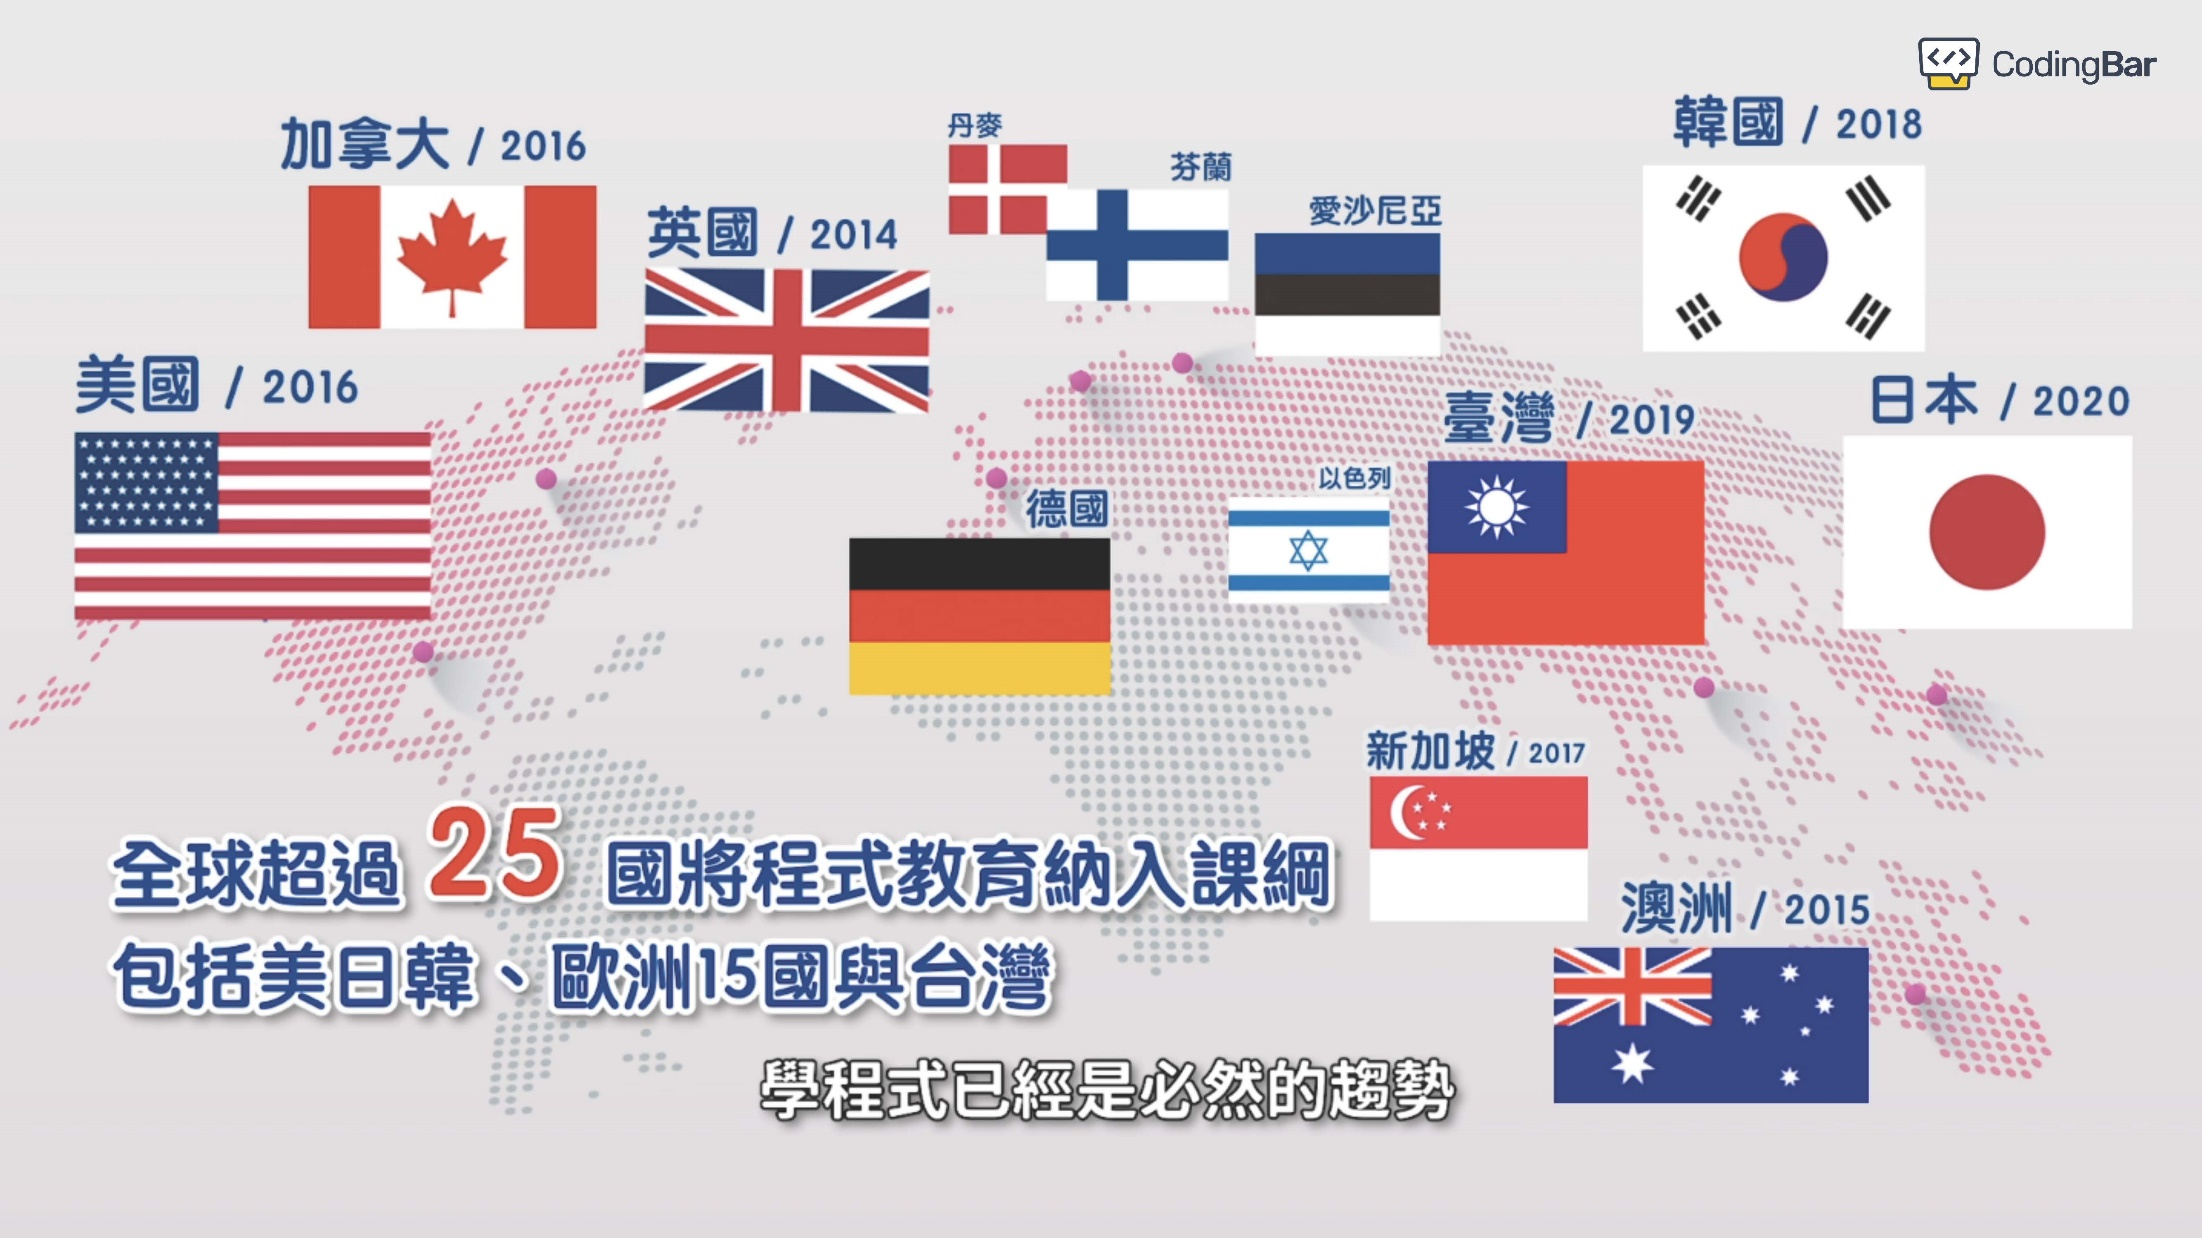 CodingBar
加拿大 / 2016
丹麥
芬蘭
韓國 / 2018
英國 / 2014
愛沙尼亞
美國 / 2016
臺灣 / 2019
日本 / 2020
以色列
德國
新加坡 / 2017
澳洲 / 2015
全球超過 25 國將程式教育納入課綱
包括美日韓、歐洲15國與台灣
學程式已經是必然的趨勢